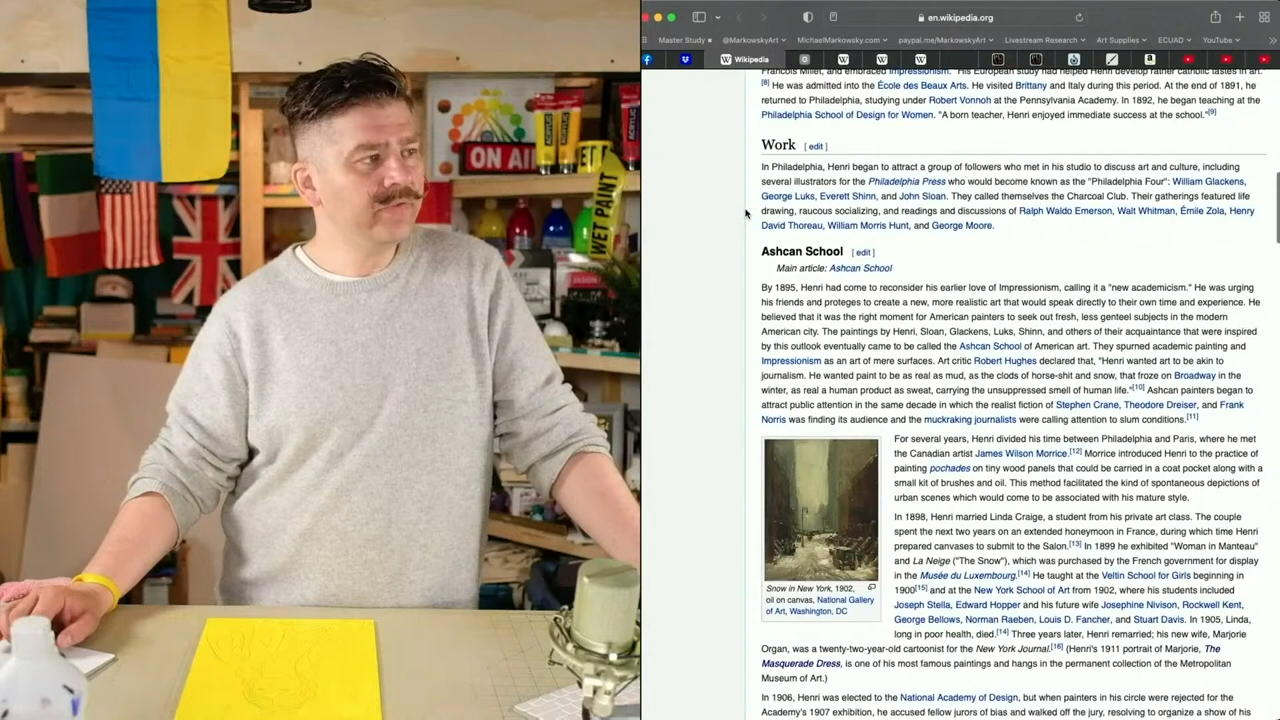 en.wikipedia.org
Master Study
@MarkowskyArt
MichaelMarkowsky.com
paypal.me/MarkowskyArt
Livestream Research
Art Supplies
ECUAD
YouTube
Wikipedia
François Millet, and embraced Impressionism. "His European study had helped Henri develop rather catholic tastes in art."
[8] He was admitted into the École des Beaux Arts. He visited Brittany and Italy during this period. At the end of 1891, he
returned to Philadelphia, studying under Robert Vonnoh at the Pennsylvania Academy. In 1892, he began teaching at the
Philadelphia School of Design for Women. "A born teacher, Henri enjoyed immediate success at the school."[9]
Work [ edit ]
In Philadelphia, Henri began to attract a group of followers who met in his studio to discuss art and culture, including
several illustrators for the Philadelphia Press who would become known as the "Philadelphia Four": William Glackens,
George Luks, Everett Shinn, and John Sloan. They called themselves the Charcoal Club. Their gatherings featured life
drawing, raucous socializing, and readings and discussions of Ralph Waldo Emerson, Walt Whitman, Émile Zola, Henry
David Thoreau, William Morris Hunt, and George Moore.
Ashcan School [ edit ]
Main article: Ashcan School
By 1895, Henri had come to reconsider his earlier love of Impressionism, calling it a "new academicism." He was urging
his friends and proteges to create a new, more realistic art that would speak directly to their own time and experience. He
believed that it was the right moment for American painters to seek out fresh, less genteel subjects in the modern
American city. The paintings by Henri, Sloan, Glackens, Luks, Shinn, and others of their acquaintance that were inspired
by this outlook eventually came to be called the Ashcan School of American art. They spurned academic painting and
Impressionism as an art of mere surfaces. Art critic Robert Hughes declared that, "Henri wanted art to be akin to
journalism. He wanted paint to be as real as mud, as the clods of horse-shit and snow, that froze on Broadway in the
winter, as real a human product as sweat, carrying the unsuppressed smell of human life."[10] Ashcan painters began to
attract public attention in the same decade in which the realist fiction of Stephen Crane, Theodore Dreiser, and Frank
Norris was finding its audience and the muckraking journalists were calling attention to slum conditions.[11]
For several years, Henri divided his time between Philadelphia and Paris, where he met
the Canadian artist James Wilson Morrice.[12] Morrice introduced Henri to the practice of
painting pochades on tiny wood panels that could be carried in a coat pocket along with a
small kit of brushes and oil. This method facilitated the kind of spontaneous depictions of
urban scenes which would come to be associated with his mature style.
In 1898, Henri married Linda Craige, a student from his private art class. The couple
spent the next two years on an extended honeymoon in France, during which time Henri
prepared canvases to submit to the Salon.[13] In 1899 he exhibited "Woman in Manteau"
and La Neige ("The Snow"), which was purchased by the French government for display
in the Musée du Luxembourg.[14] He taught at the Veltin School for Girls beginning in
1900[15] and at the New York School of Art from 1902, where his students included
Joseph Stella, Edward Hopper and his future wife Josephine Nivison, Rockwell Kent,
George Bellows, Norman Raeben, Louis D. Fancher, and Stuart Davis. In 1905, Linda,
long in poor health, died.[14] Three years later, Henri remarried; his new wife, Marjorie
Organ, was a twenty-two-year-old cartoonist for the New York Journal.[16] (Henri's 1911 portrait of Marjorie, The
Masquerade Dress, is one of his most famous paintings and hangs in the permanent collection of the Metropolitan
Museum of Art.)
In 1906, Henri was elected to the National Academy of Design, but when painters in his circle were rejected for the
Academy's 1907 exhibition, he accused fellow jurors of bias and walked off the jury, resolving to organize a show of his
Snow in New York, 1902,
oil on canvas, National Gallery
of Art, Washington, DC
ON AIR
WET PAINT
ACRYLIC